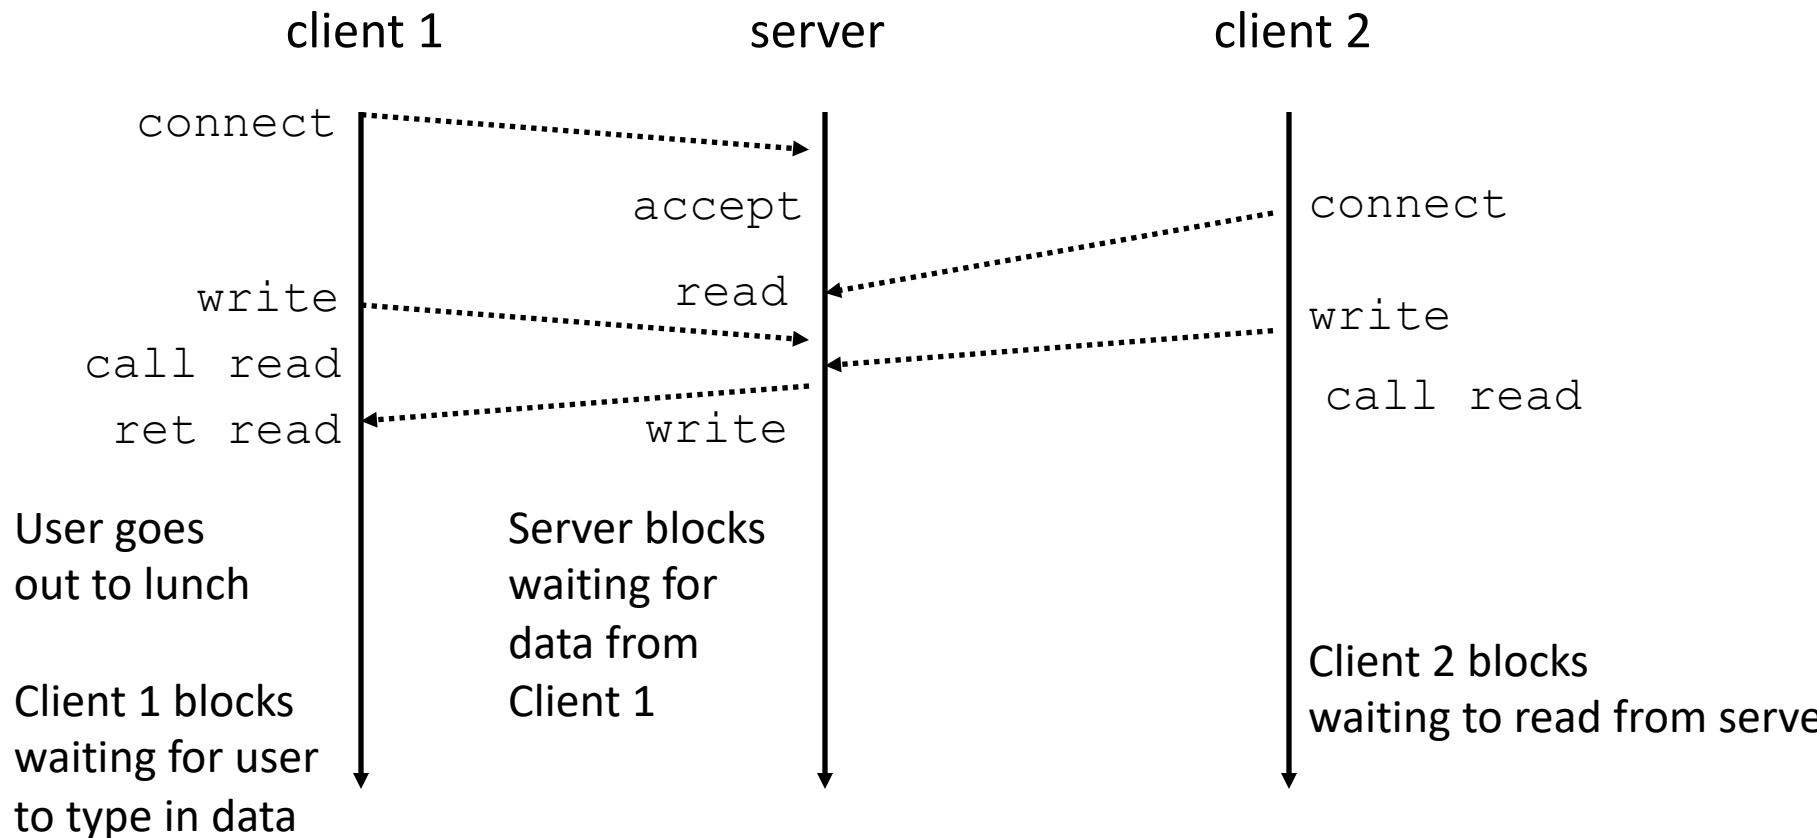 client 1
server
client 2
connect
accept
connect
write
read
write
call read
call read
ret read
write
User goes
out to lunch
Server blocks
waiting for
data from
Client 1
Client 1 blocks
waiting for user
to type in data
Client 2 blocks
waiting to read from serve